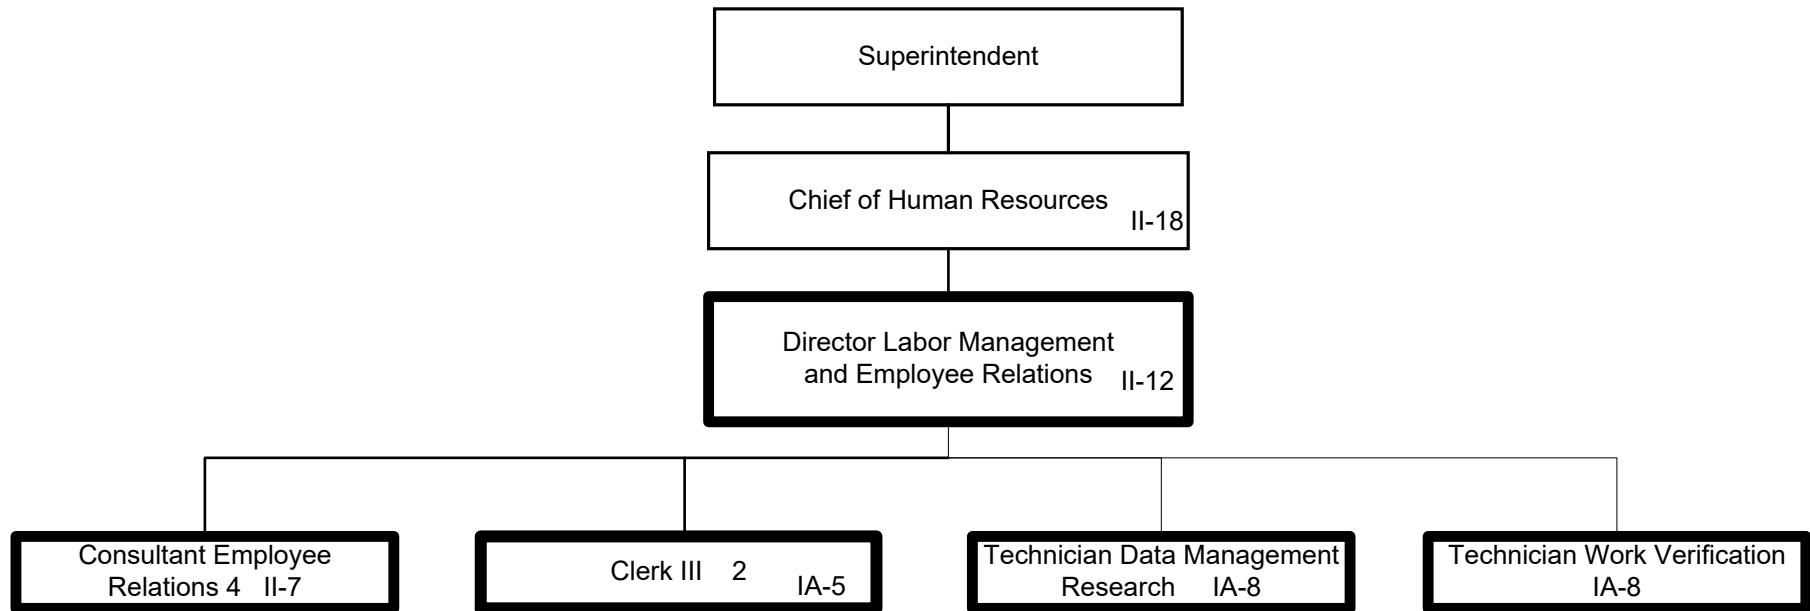 Superintendent
Chief of Human Resources
II-18
Director Labor Management
and Employee Relations II-12
Consultant Employee
Relations 4 II-7
Clerk III 2
IA-5
Technician Data Management
Research IA-8
Technician Work Verification
IA-8